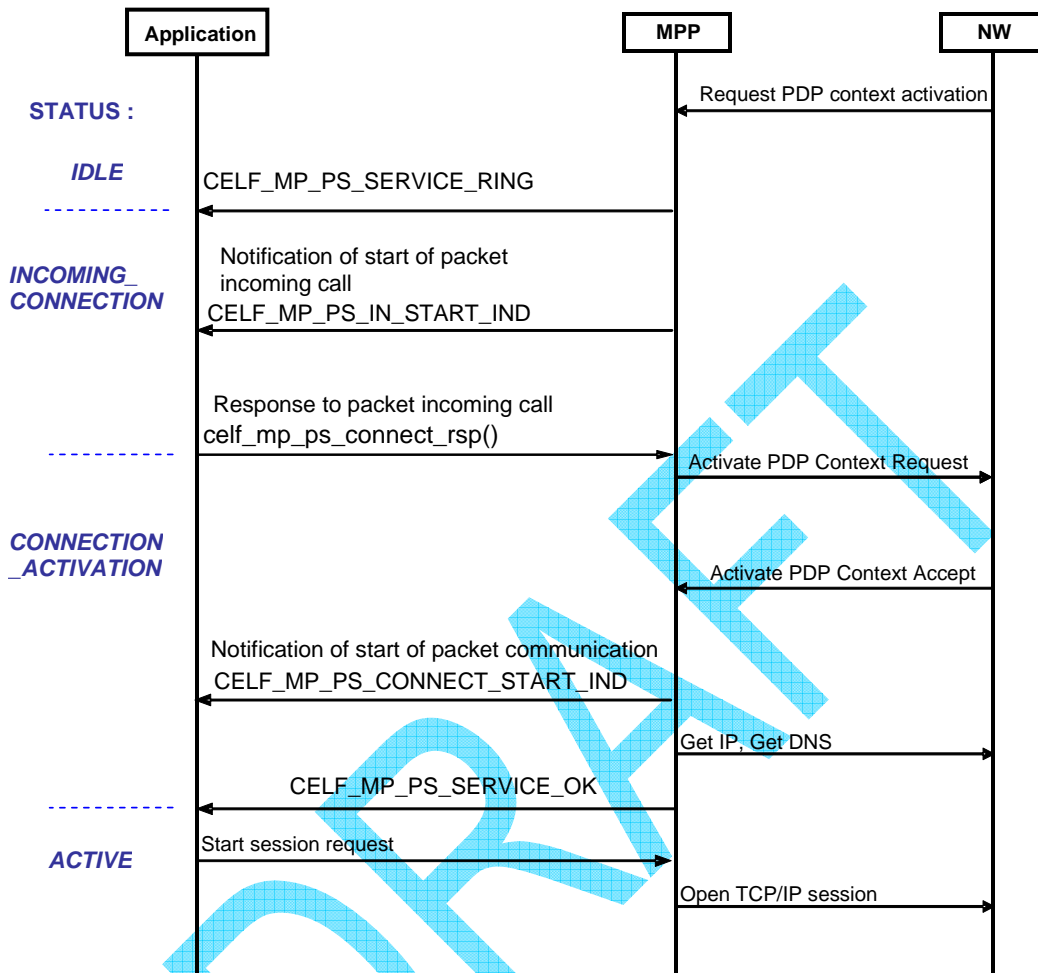 Application
MPP
NW
Request PDP context activation
STATUS :
IDLE
CELF_MP_PS_SERVICE_RING
Notification of start of packet
incoming call
INCOMING_
CONNECTION
CELF_MP_PS_IN_START_IND
Response to packet incoming call
celf_mp_ps_connect_rsp()
Activate PDP Context Request
CONNECTION
_ACTIVATION
Activate PDP Context Accept
Notification of start of packet communication
CELF_MP_PS_CONNECT_START_IND
Get IP, Get DNS
CELF_MP_PS_SERVICE_OK
Start session request
ACTIVE
Open TCP/IP session
DRAFT